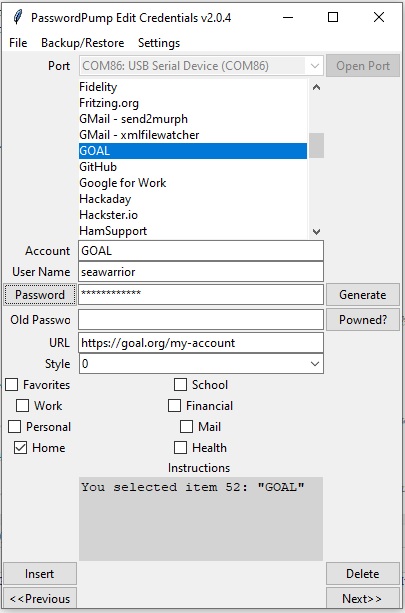 PasswordPump Edit Credentials v2.0.4
File Backup/Restore Settings
Port COM86: USB Serial Device (COM86) Open Port
Fidelity
Fritzing.org
GMail - send2murph
GMail - xmlfilewatcher
GOAL
GitHub
Google for Work
Hackaday
Hackster.io
HamSupport
Account GOAL
User Name seawarrior
Password ************ Generate
Old Passwo Powned?
URL https://goal.org/my-account
Style 0
Favorites School
Work Financial
Personal Mail
Home Health
Instructions
You selected item 52: "GOAL"
Insert Delete
<<Previous Next>>